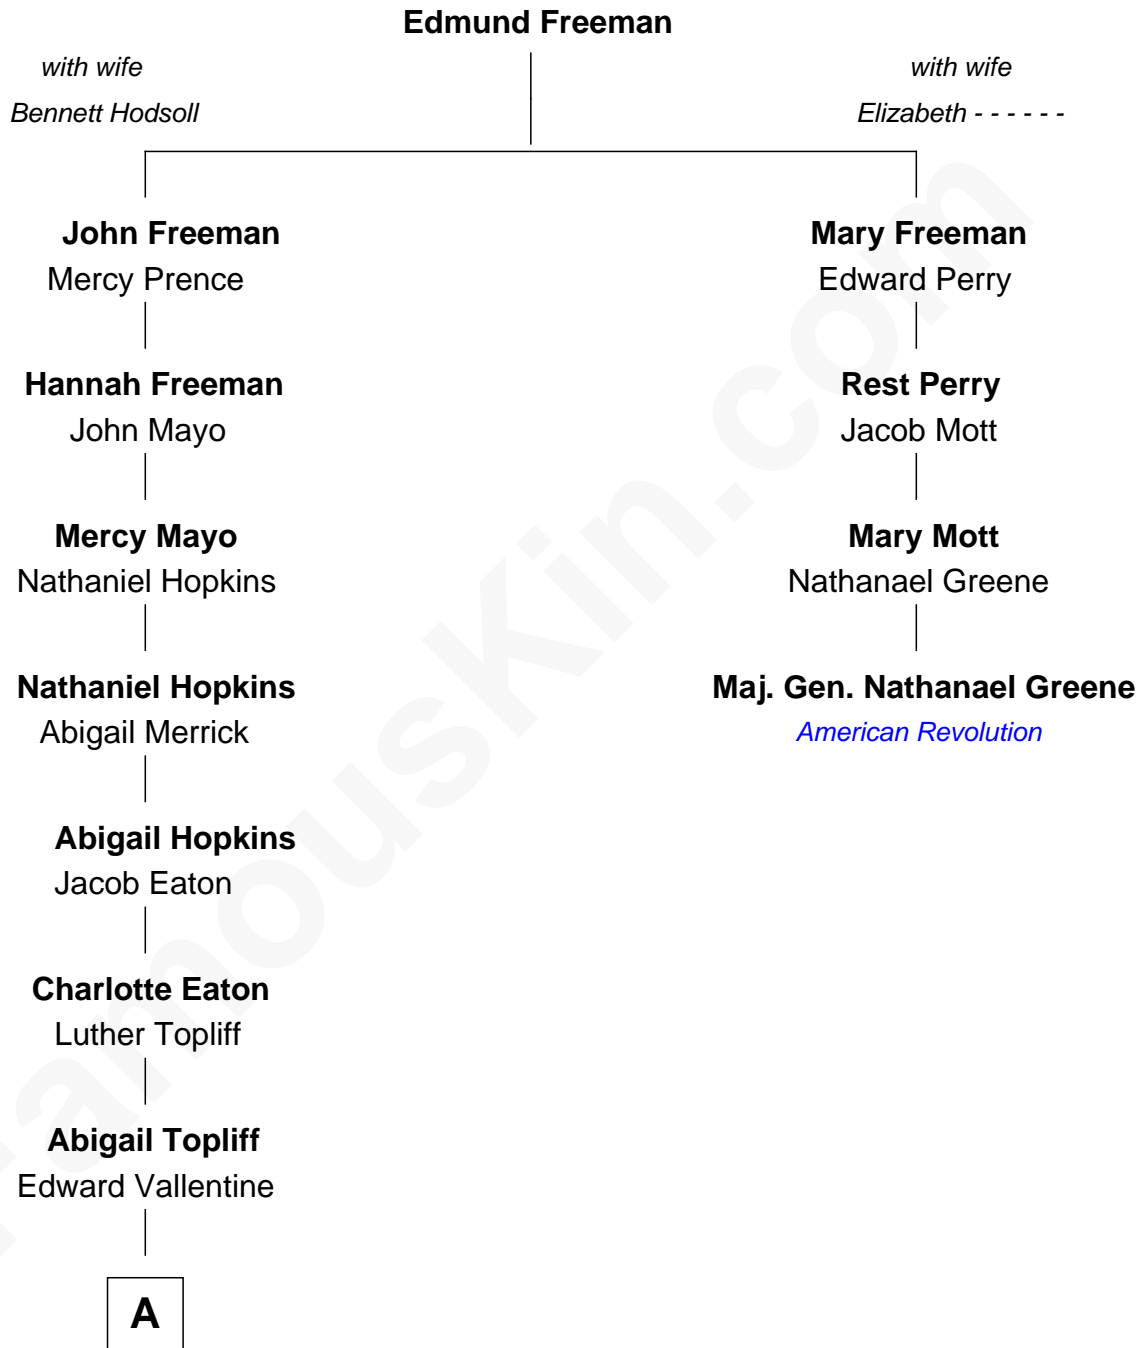 Edmund Freeman
with wife
Bennett Hodsoll
with wife
Elizabeth - - - - - -
John Freeman
Mercy Prence
Mary Freeman
Edward Perry
Hannah Freeman
John Mayo
Rest Perry
Jacob Mott
Mercy Mayo
Nathaniel Hopkins
Mary Mott
Nathanael Greene
Nathaniel Hopkins
Abigail Merrick
Maj. Gen. Nathanael Greene
American Revolution
Abigail Hopkins
Jacob Eaton
Charlotte Eaton
Luther Topliff
Abigail Topliff
Edward Vallentine
A
FamousKin.com